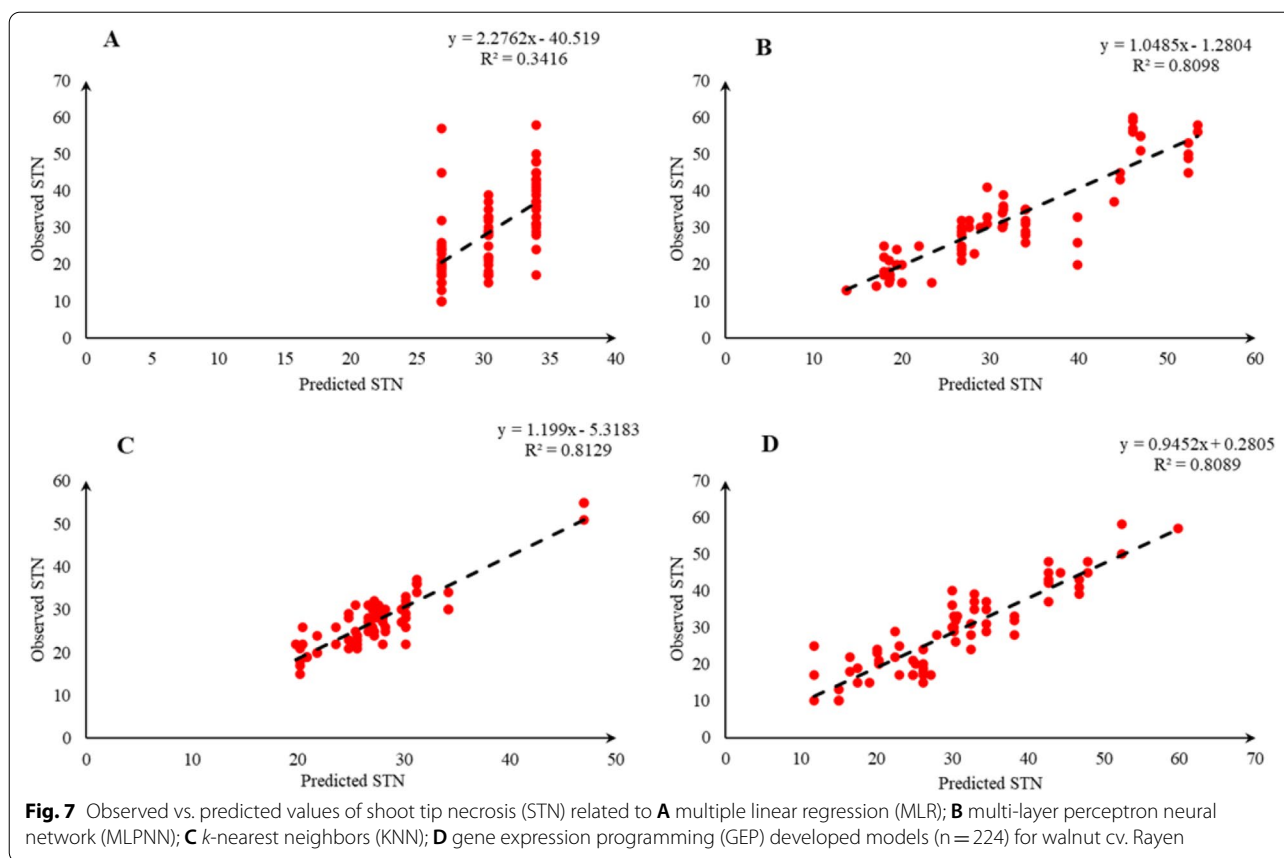 A
y = 2.2762x - 40.519
R² = 0.3416
70
60
50
40
30
20
10
0
Observed STN
0 5 10 15 20 25 30 35 40
Predicted STN
B
y = 1.0485x - 1.2804
R² = 0.8098
70
60
50
40
30
20
10
0
Observed STN
0 10 20 30 40 50 60
Predicted STN
C
y = 1.199x - 5.3183
R² = 0.8129
60
50
40
30
20
10
0
Observed STN
0 10 20 30 40 50
Predicted STN
D
y = 0.9452x + 0.2805
R² = 0.8089
70
60
50
40
30
20
10
0
Observed STN
0 10 20 30 40 50 60 70
Predicted STN
Fig. 7 Observed vs. predicted values of shoot tip necrosis (STN) related to A multiple linear regression (MLR); B multi-layer perceptron neural
network (MLPNN); C k-nearest neighbors (KNN); D gene expression programming (GEP) developed models (n = 224) for walnut cv. Rayen